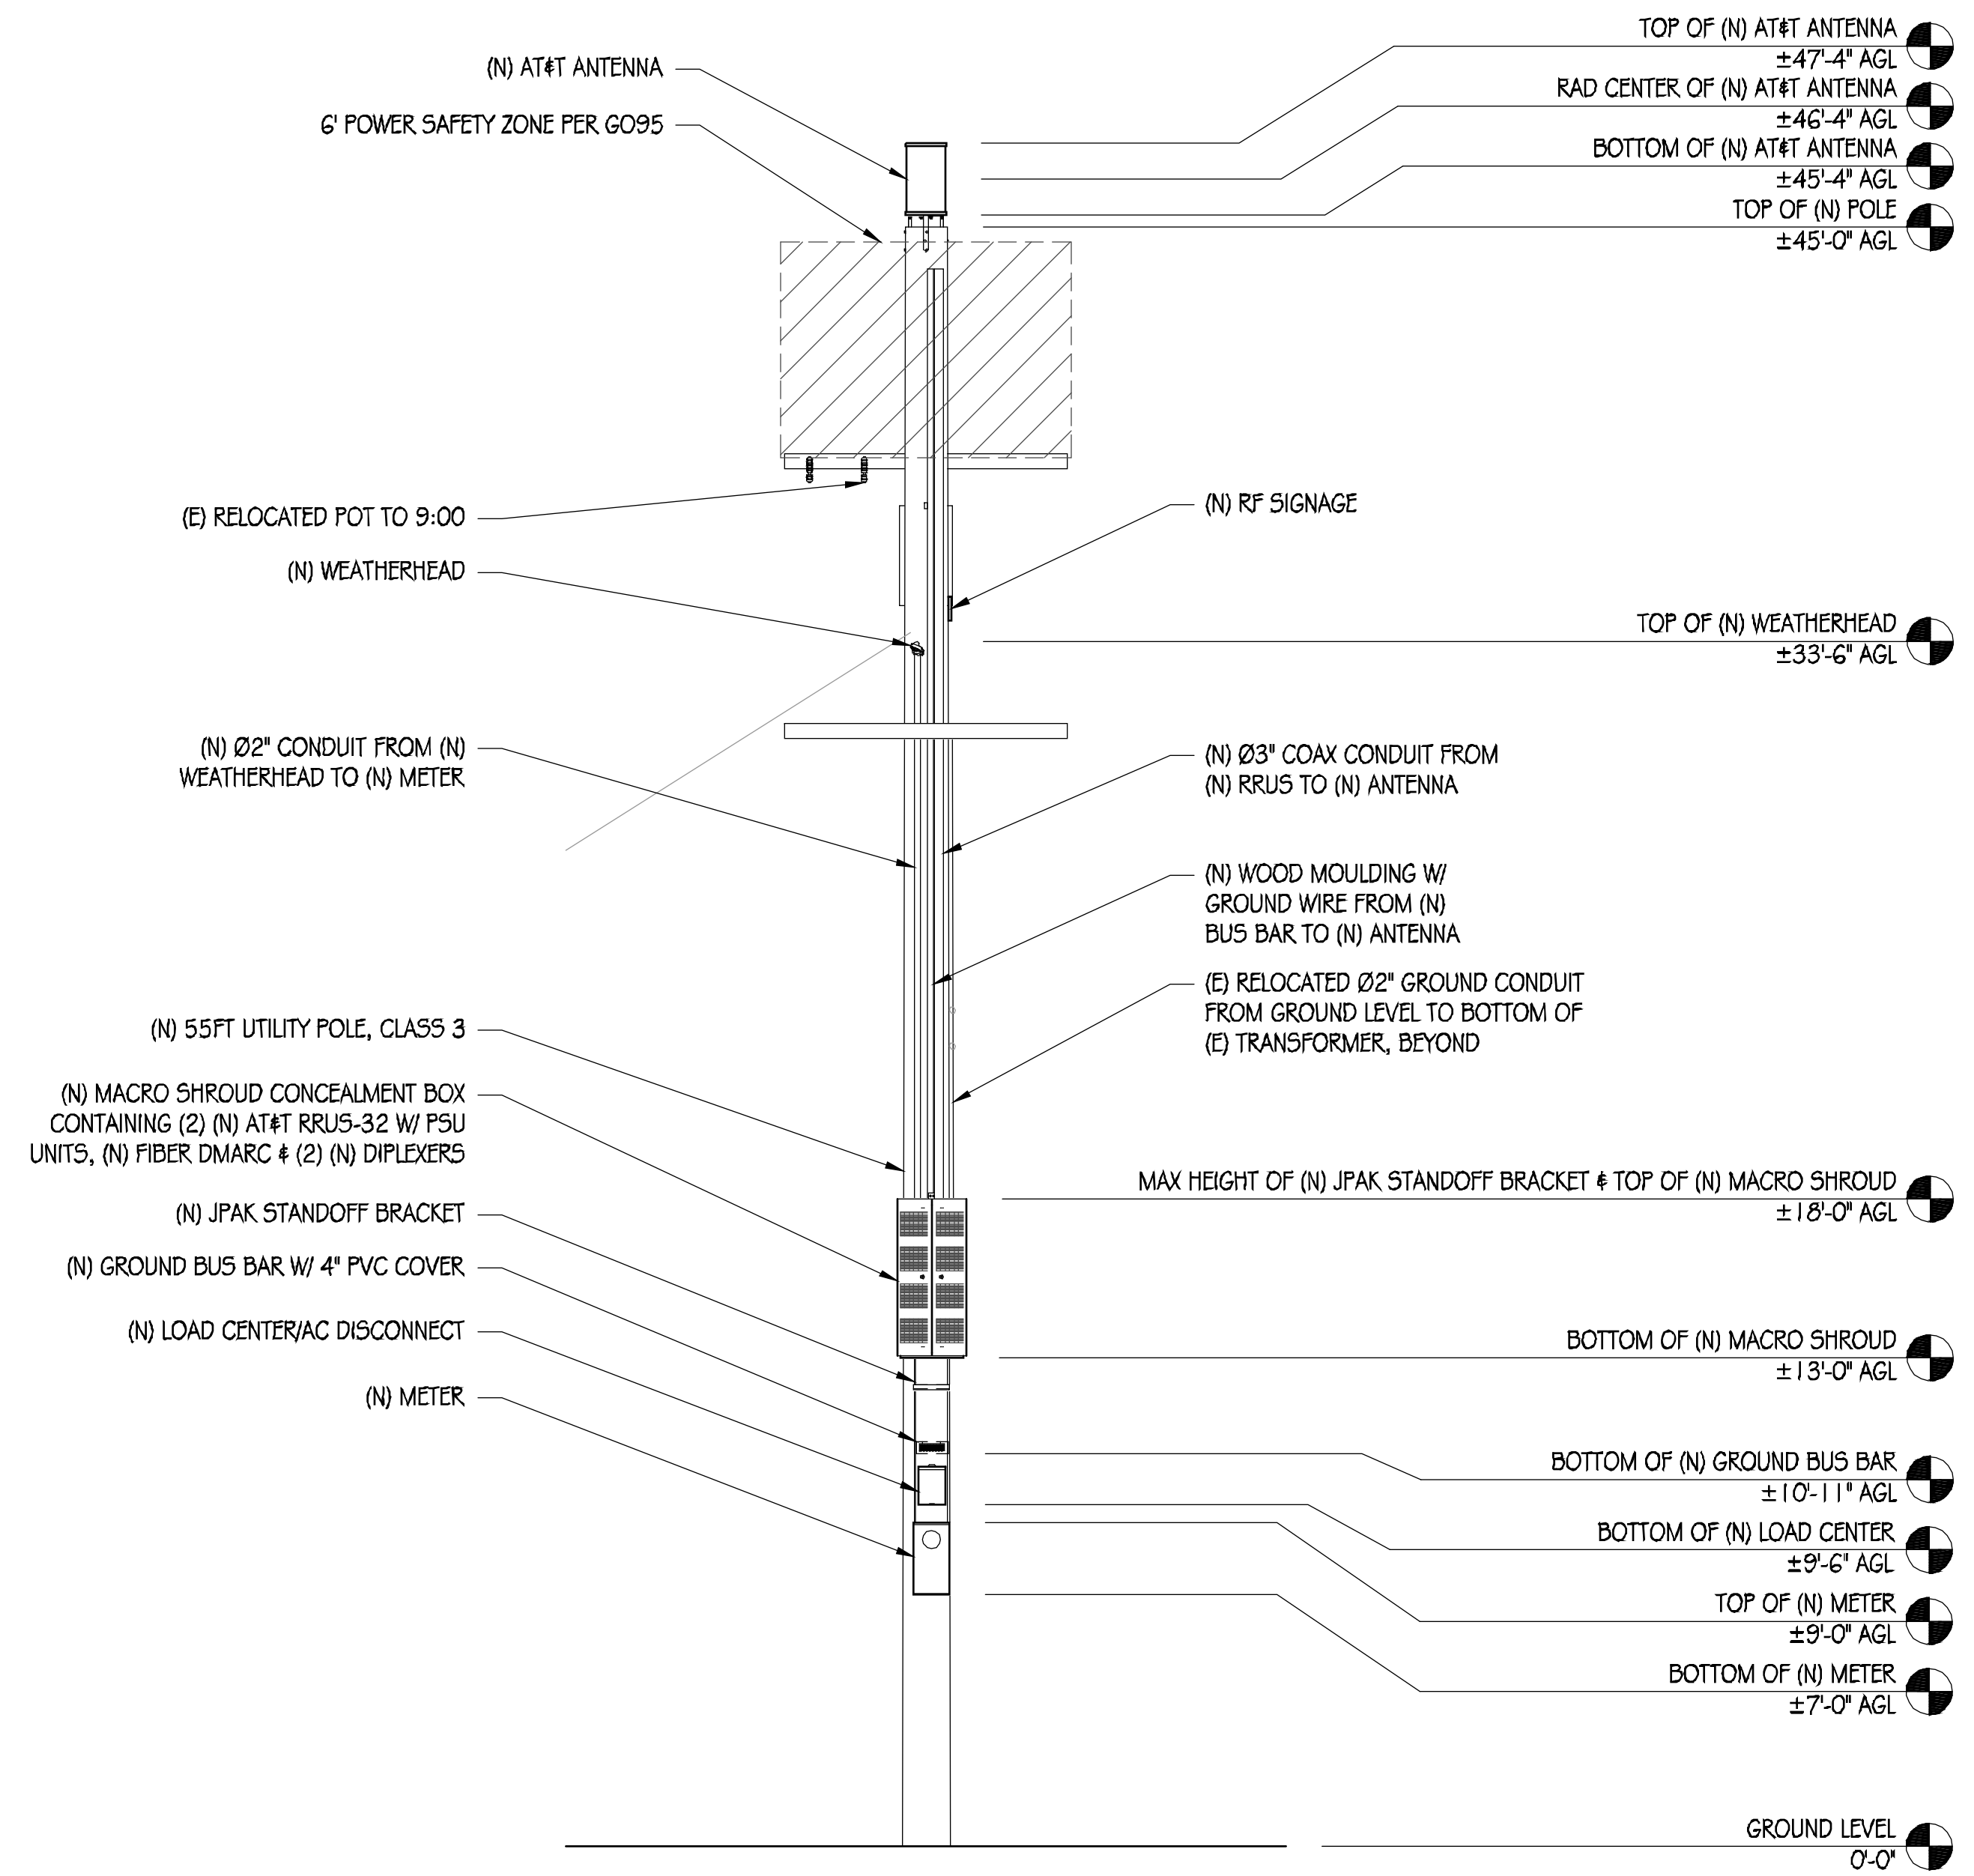 (N) AT&T ANTENNA
6' POWER SAFETY ZONE PER GO95
(E) RELOCATED POT TO 9:00
(N) WEATHERHEAD
(N) Ø2" CONDUIT FROM (N)
WEATHERHEAD TO (N) METER
(N) 55FT UTILITY POLE, CLASS 3
(N) MACRO SHROUD CONCEALMENT BOX
CONTAINING (2) (N) AT&T RRUS-32 W/ PSU
UNITS, (N) FIBER DMARC & (2) (N) DIPLEXERS
(N) JPAK STANDOFF BRACKET
(N) GROUND BUS BAR W/ 4" PVC COVER
(N) LOAD CENTER/AC DISCONNECT
(N) METER
(N) RF SIGNAGE
(N) Ø3" COAX CONDUIT FROM
(N) RRUS TO (N) ANTENNA
(N) WOOD MOULDING W/
GROUND WIRE FROM (N)
BUS BAR TO (N) ANTENNA
(E) RELOCATED Ø2" GROUND CONDUIT
FROM GROUND LEVEL TO BOTTOM OF
(E) TRANSFORMER, BEYOND
TOP OF (N) AT&T ANTENNA
±47'-4" AGL
RAD CENTER OF (N) AT&T ANTENNA
±46'-4" AGL
BOTTOM OF (N) AT&T ANTENNA
±45'-4" AGL
TOP OF (N) POLE
±45'-0" AGL
TOP OF (N) WEATHERHEAD
±33'-6" AGL
MAX HEIGHT OF (N) JPAK STANDOFF BRACKET & TOP OF (N) MACRO SHROUD
±18'-0" AGL
BOTTOM OF (N) MACRO SHROUD
±13'-0" AGL
BOTTOM OF (N) GROUND BUS BAR
±10'-11" AGL
BOTTOM OF (N) LOAD CENTER
±9'-6" AGL
TOP OF (N) METER
±9'-0" AGL
BOTTOM OF (N) METER
±7'-0" AGL
GROUND LEVEL
0'-0"